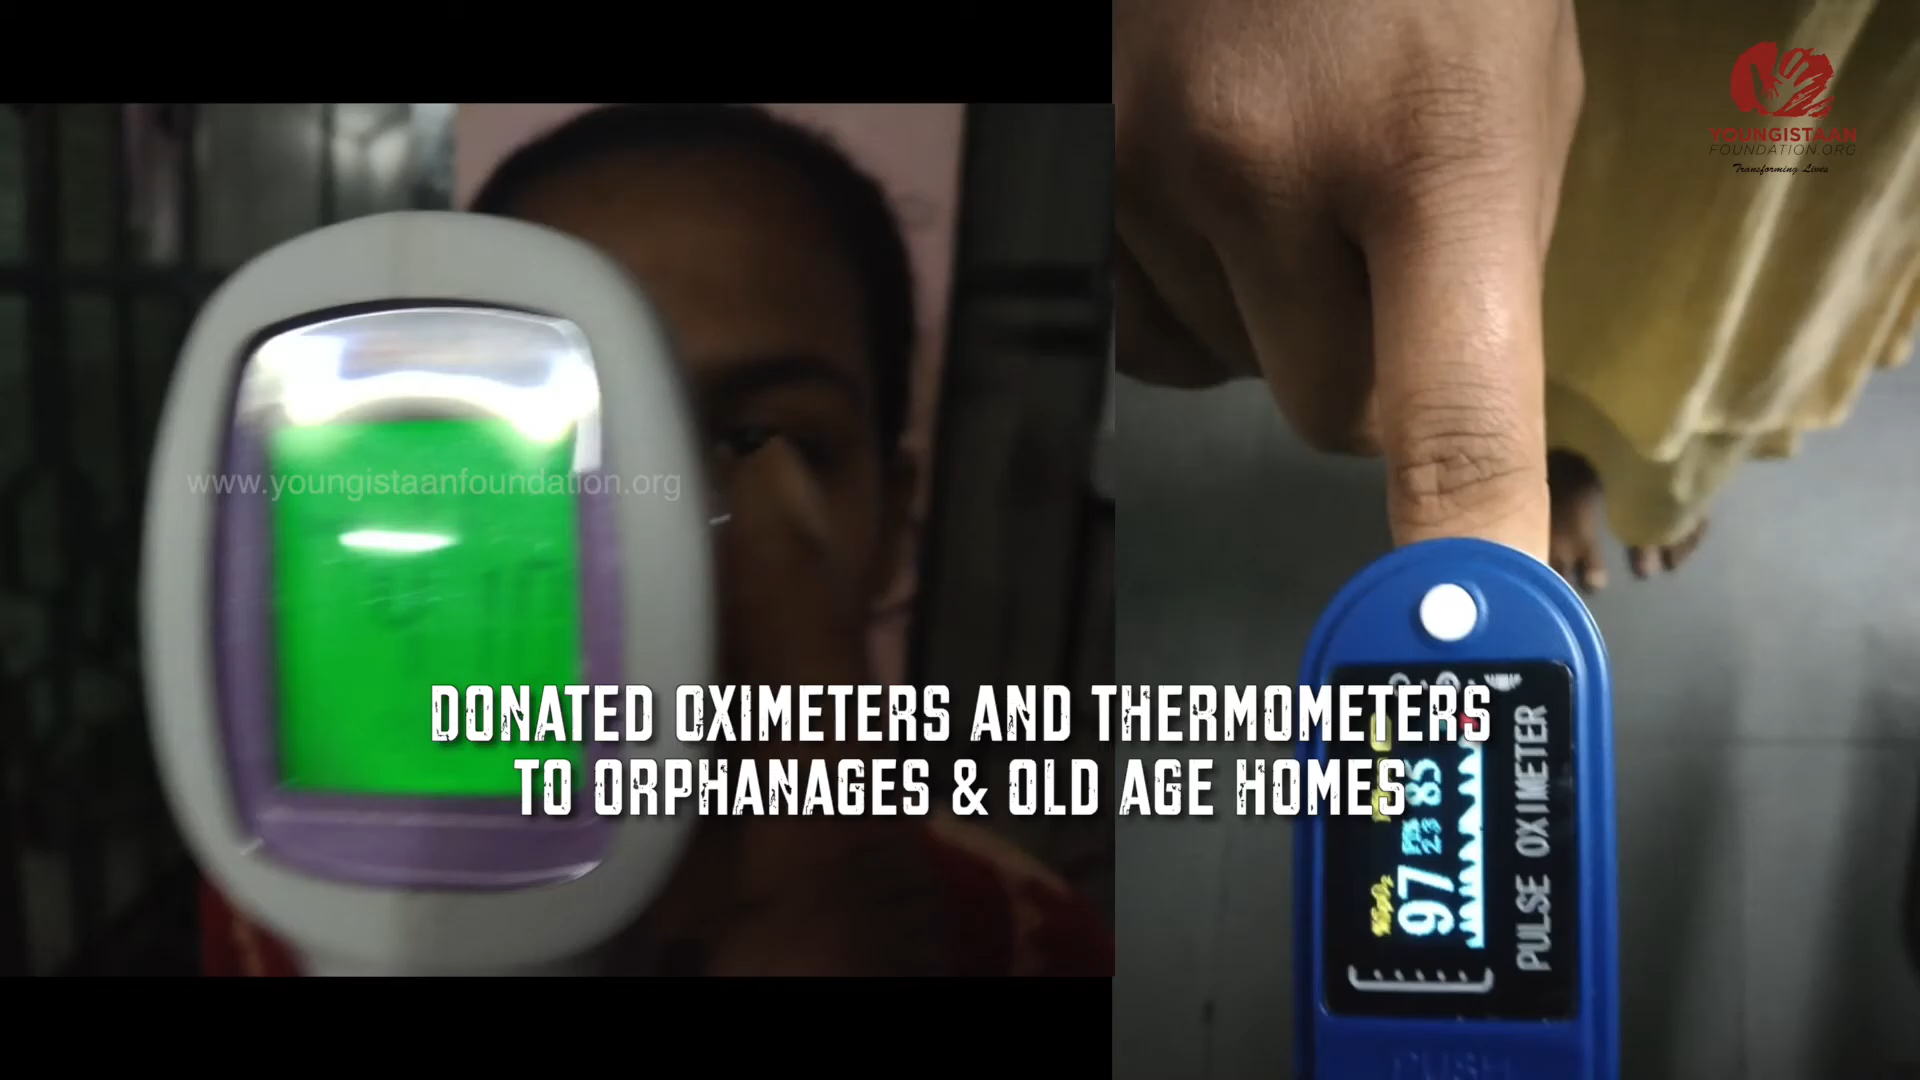 YOUNGISTAAN
FOUNDATION.ORG
Transforming Lives
www.youngistaanfoundation.org
DONATED OXIMETERS AND THERMOMETERS
TO ORPHANAGES & OLD AGE HOMES
%SpO₂
97
85
PULSE OXIMETER